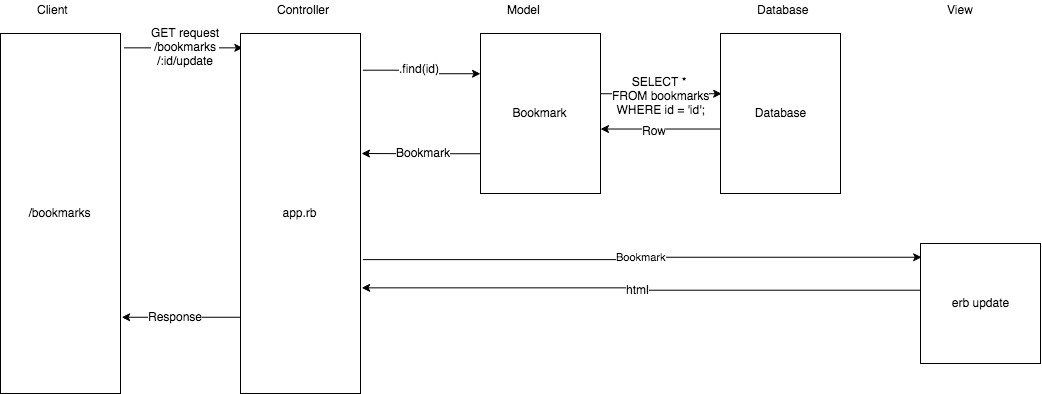 Client
Controller
Model
Database
View
GET request
/bookmarks
/:id/update
.find(id)
SELECT *
FROM bookmarks
WHERE id = 'id';
Bookmark
Database
Row
Bookmark
/bookmarks
app.rb
Bookmark
html
erb update
Response